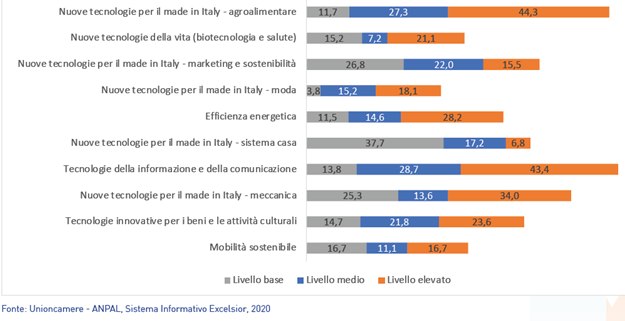 Nuove tecnologie per il made in Italy - agroalimentare 11,7 27,3 44,3
Nuove tecnologie della vita (biotecnologia e salute) 15,2 7,2 21,1
Nuove tecnologie per il made in Italy - marketing e sostenibilità 26,8 22,0 15,5
Nuove tecnologie per il made in Italy - moda 3,8 15,2 18,1
Efficienza energetica 11,5 14,6 28,2
Nuove tecnologie per il made in Italy - sistema casa 37,7 17,2 6,8
Tecnologie della informazione e della comunicazione 13,8 28,7 43,4
Nuove tecnologie per il made in Italy - meccanica 25,3 13,6 34,0
Tecnologie innovative per i beni e le attività culturali 14,7 21,8 23,6
Mobilità sostenibile 16,7 11,1 16,7
Livello base Livello medio Livello elevato
Fonte: Unioncamere - ANPAL, Sistema Informativo Excelsior, 2020